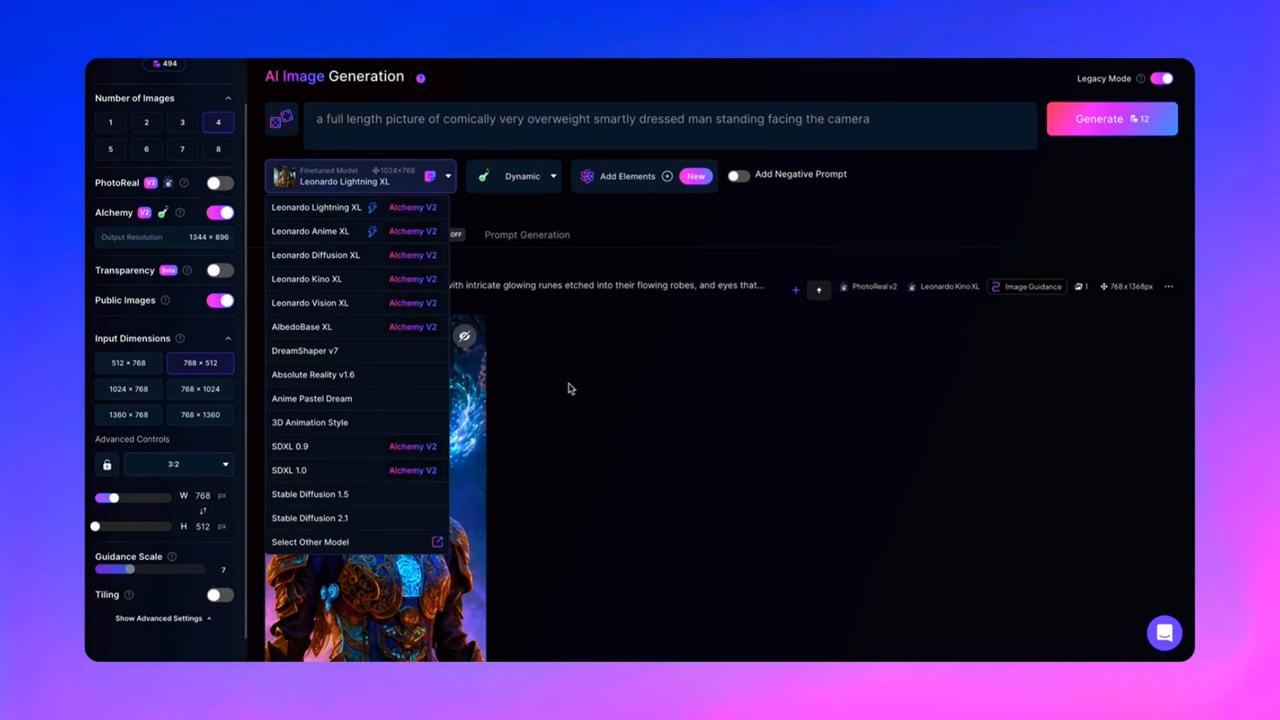 494
AI Image Generation ?
Legacy Mode ?
Number of Images
1 2 3 4
5 6 7 8
a full length picture of comically very overweight smartly dressed man standing facing the camera
Generate 12
PhotoReal V2 ?
Finetuned Model 1024×768
Leonardo Lightning XL
Dynamic
Add Elements New
Add Negative Prompt
Alchemy V2 ?
Output Resolution 1344 × 896
Transparency Beta ?
Public Images
Input Dimensions ?
512 × 768 768 × 512
1024 × 768 768 × 1024
1360 × 768 768 × 1360
Advanced Controls
3:2
W 768 px
H 512 px
Guidance Scale ?
7
Tiling ?
Show Advanced Settings
Leonardo Lightning XL Alchemy V2
Leonardo Anime XL Alchemy V2
Leonardo Diffusion XL Alchemy V2
Leonardo Kino XL Alchemy V2
Leonardo Vision XL Alchemy V2
AlbedoBase XL Alchemy V2
DreamShaper v7
Absolute Reality v1.6
Anime Pastel Dream
3D Animation Style
SDXL 0.9 Alchemy V2
SDXL 1.0 Alchemy V2
Stable Diffusion 1.5
Stable Diffusion 2.1
Select Other Model
OFF Prompt Generation
with intricate glowing runes etched into their flowing robes, and eyes that...
PhotoReal v2 Leonardo Kino XL Image Guidance 1 768x1368px